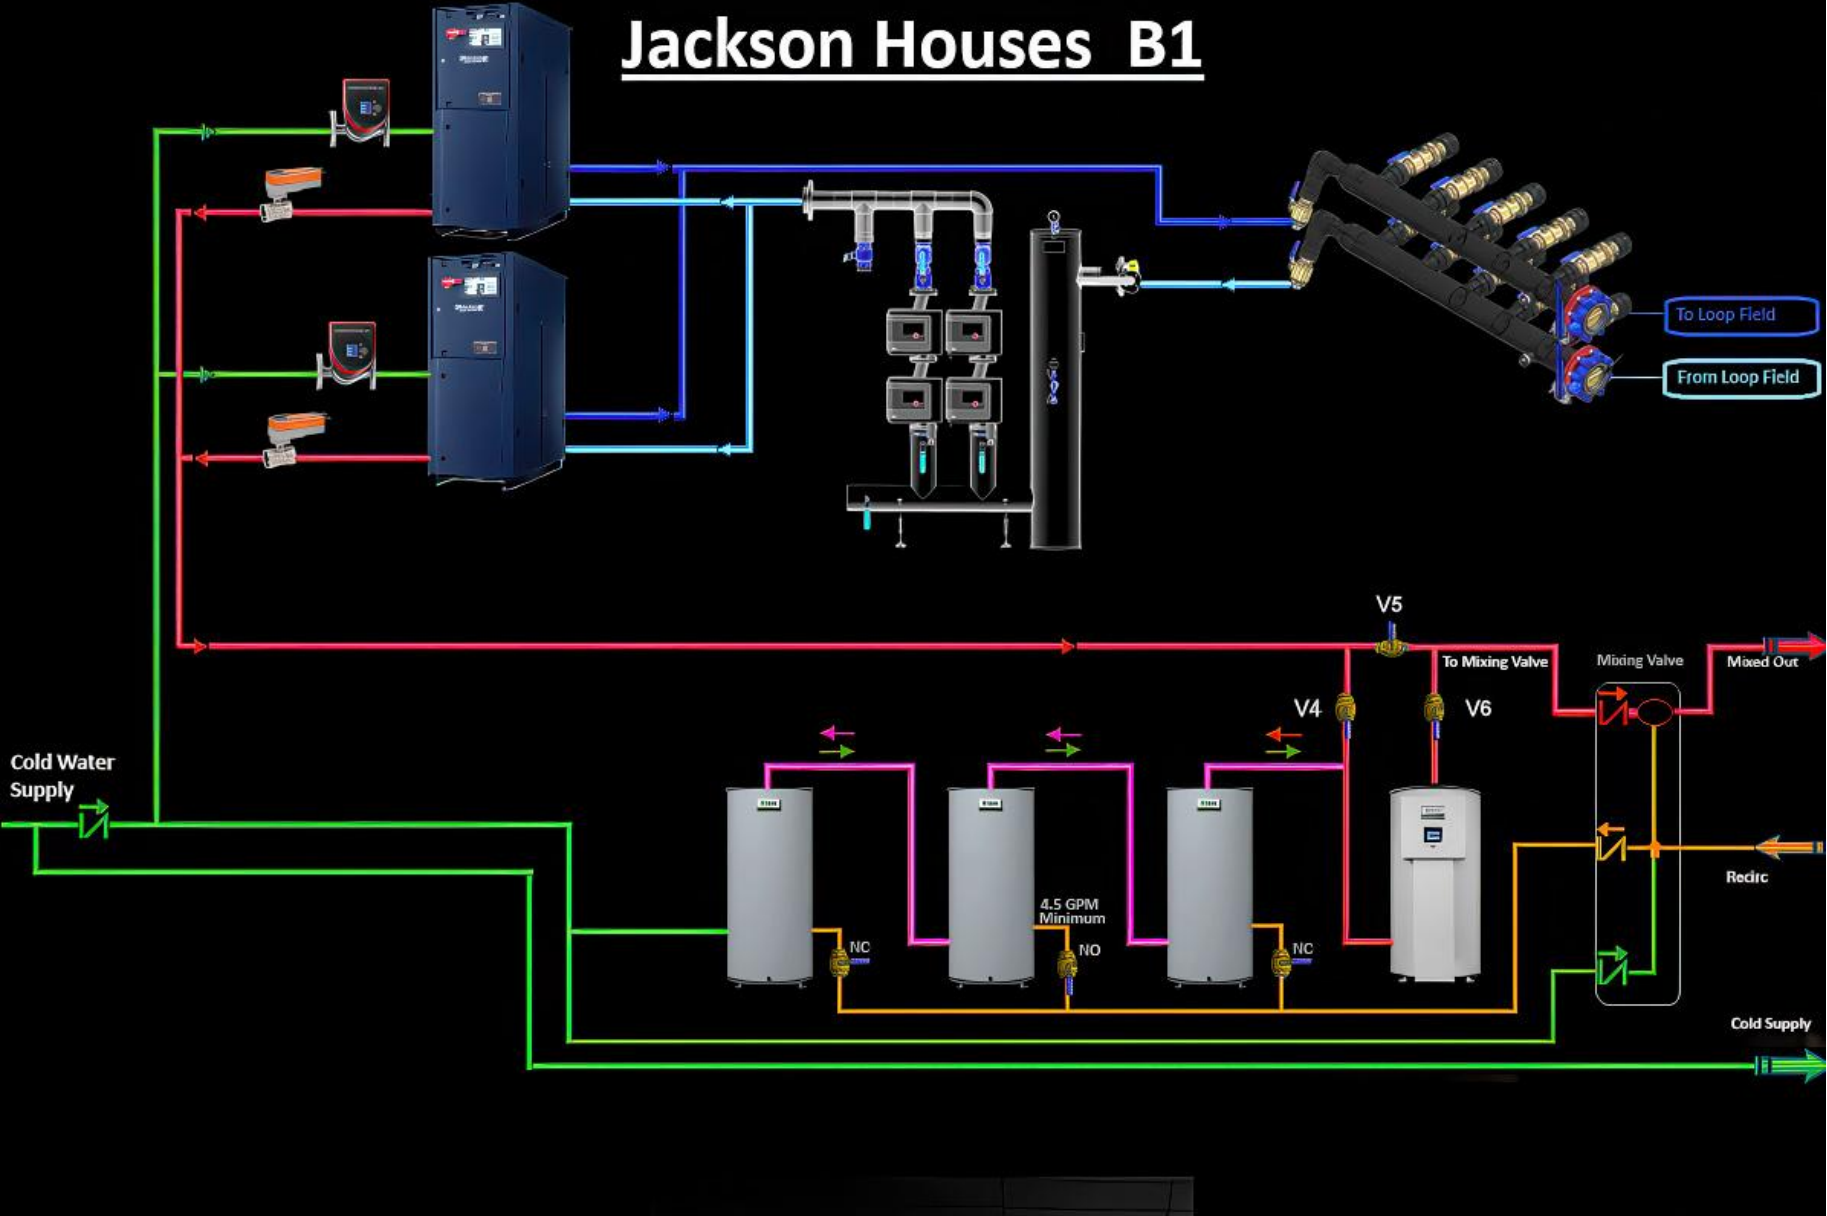 Jackson Houses B1
To Loop Field
From Loop Field
V5
To Mixing Valve
Mixing Valve
Mixed Out
V4
V6
Cold Water
Supply
4.5 GPM
Minimum
NC
NO
NC
Recirc
Cold Supply